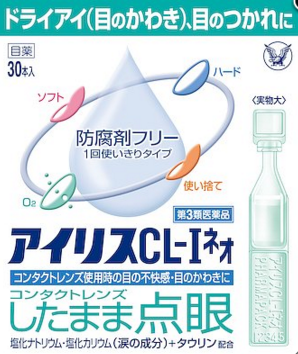 ドライアイ(目のかわき)、目のつかれに
目薬
30本入
ハード
ソフト
〈実物大〉
防腐剤フリー
1回使いきりタイプ
O₂
使い捨て
第3類医薬品
アイリスCL-Iネオ
コンタクトレンズ使用時の目の不快感・目のかわきに
コンタクトレンズ
したまま点眼
塩化ナトリウム・塩化カリウム(涙の成分)+タウリン配合